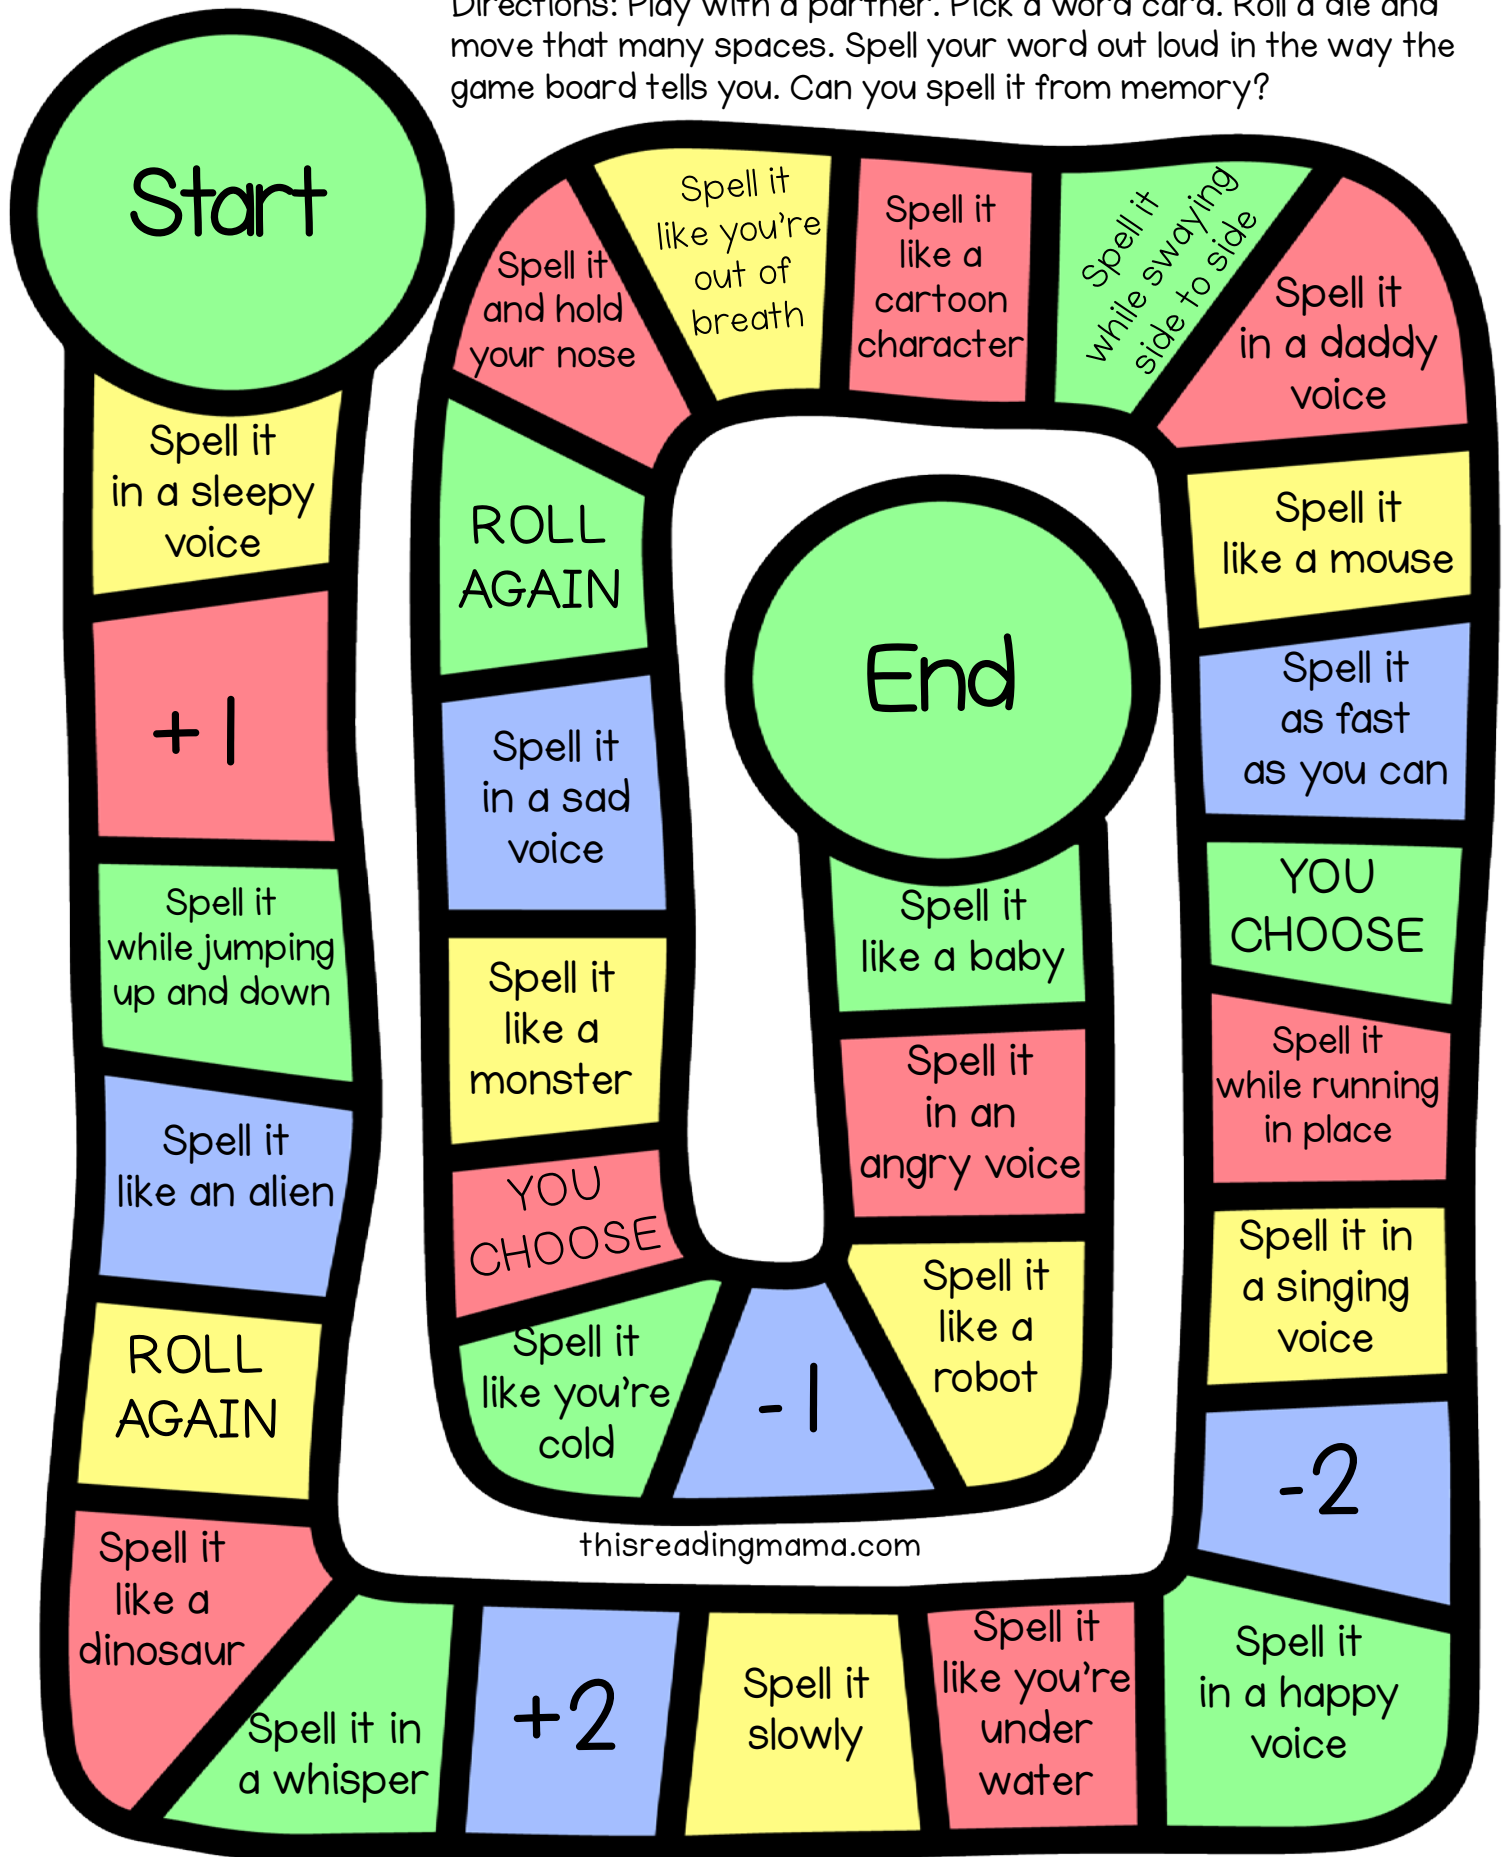 Directions: Play with a partner. Pick a word card. Roll a die and
move that many spaces. Spell your word out loud in the way the
game board tells you. Can you spell it from memory?
Start
Spell it
in a sleepy
voice
+1
Spell it
while jumping
up and down
Spell it
like an alien
ROLL
AGAIN
Spell it
like a
dinosaur
Spell it in
a whisper
+2
Spell it
slowly
Spell it
like you're
under
water
Spell it
in a happy
voice
-2
Spell it in
a singing
voice
Spell it
while running
in place
YOU
CHOOSE
Spell it
as fast
as you can
Spell it
like a mouse
Spell it
in a daddy
voice
Spell it
while swaying
side to side
Spell it
like a
cartoon
character
Spell it
like you're
out of
breath
Spell it
and hold
your nose
ROLL
AGAIN
Spell it
in a sad
voice
Spell it
like a
monster
YOU
CHOOSE
Spell it
like you're
cold
-1
Spell it
like a
robot
Spell it
in an
angry voice
Spell it
like a baby
End
thisreadingmama.com